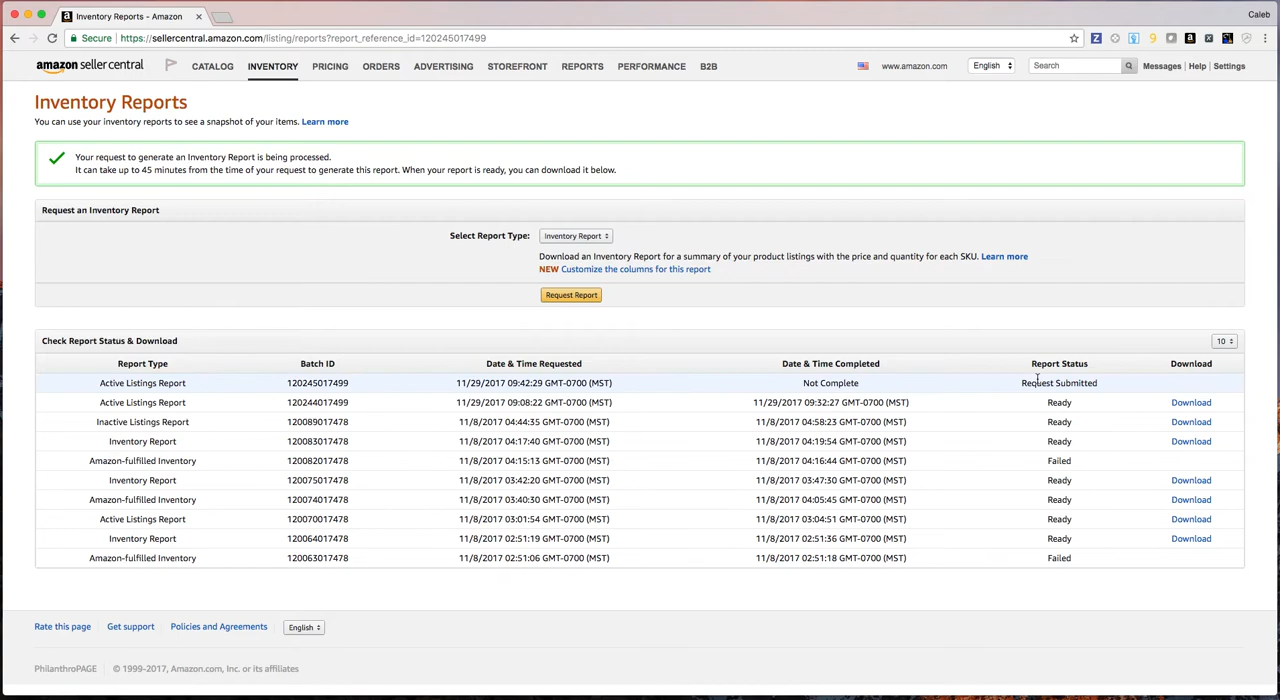 Inventory Reports - Amazon
Caleb
Secure https://sellercentral.amazon.com/listing/reports?report_reference_id=120245017499
amazon seller central CATALOG INVENTORY PRICING ORDERS ADVERTISING STOREFRONT REPORTS PERFORMANCE B2B www.amazon.com English Search Messages | Help | Settings
Inventory Reports
You can use your inventory reports to see a snapshot of your items. Learn more
Your request to generate an Inventory Report is being processed.
It can take up to 45 minutes from the time of your request to generate this report. When your report is ready, you can download it below.
Request an Inventory Report
Select Report Type: Inventory Report
Download an Inventory Report for a summary of your product listings with the price and quantity for each SKU. Learn more
NEW Customize the columns for this report
Request Report
Check Report Status & Download 10
Report Type Batch ID Date & Time Requested Date & Time Completed Report Status Download
Active Listings Report 120245017499 11/29/2017 09:42:29 GMT-0700 (MST) Not Complete Request Submitted
Active Listings Report 120244017499 11/29/2017 09:08:22 GMT-0700 (MST) 11/29/2017 09:32:27 GMT-0700 (MST) Ready Download
Inactive Listings Report 120089017478 11/8/2017 04:44:35 GMT-0700 (MST) 11/8/2017 04:58:23 GMT-0700 (MST) Ready Download
Inventory Report 120083017478 11/8/2017 04:17:40 GMT-0700 (MST) 11/8/2017 04:19:54 GMT-0700 (MST) Ready Download
Amazon-fulfilled Inventory 120082017478 11/8/2017 04:15:13 GMT-0700 (MST) 11/8/2017 04:16:44 GMT-0700 (MST) Failed
Inventory Report 120075017478 11/8/2017 03:42:20 GMT-0700 (MST) 11/8/2017 03:47:30 GMT-0700 (MST) Ready Download
Amazon-fulfilled Inventory 120074017478 11/8/2017 03:40:30 GMT-0700 (MST) 11/8/2017 04:05:45 GMT-0700 (MST) Ready Download
Active Listings Report 120070017478 11/8/2017 03:01:54 GMT-0700 (MST) 11/8/2017 03:04:51 GMT-0700 (MST) Ready Download
Inventory Report 120064017478 11/8/2017 02:51:19 GMT-0700 (MST) 11/8/2017 02:51:36 GMT-0700 (MST) Ready Download
Amazon-fulfilled Inventory 120063017478 11/8/2017 02:51:06 GMT-0700 (MST) 11/8/2017 02:51:18 GMT-0700 (MST) Failed
Rate this page Get support Policies and Agreements English
PhilanthroPAGE © 1999-2017, Amazon.com, Inc. or its affiliates